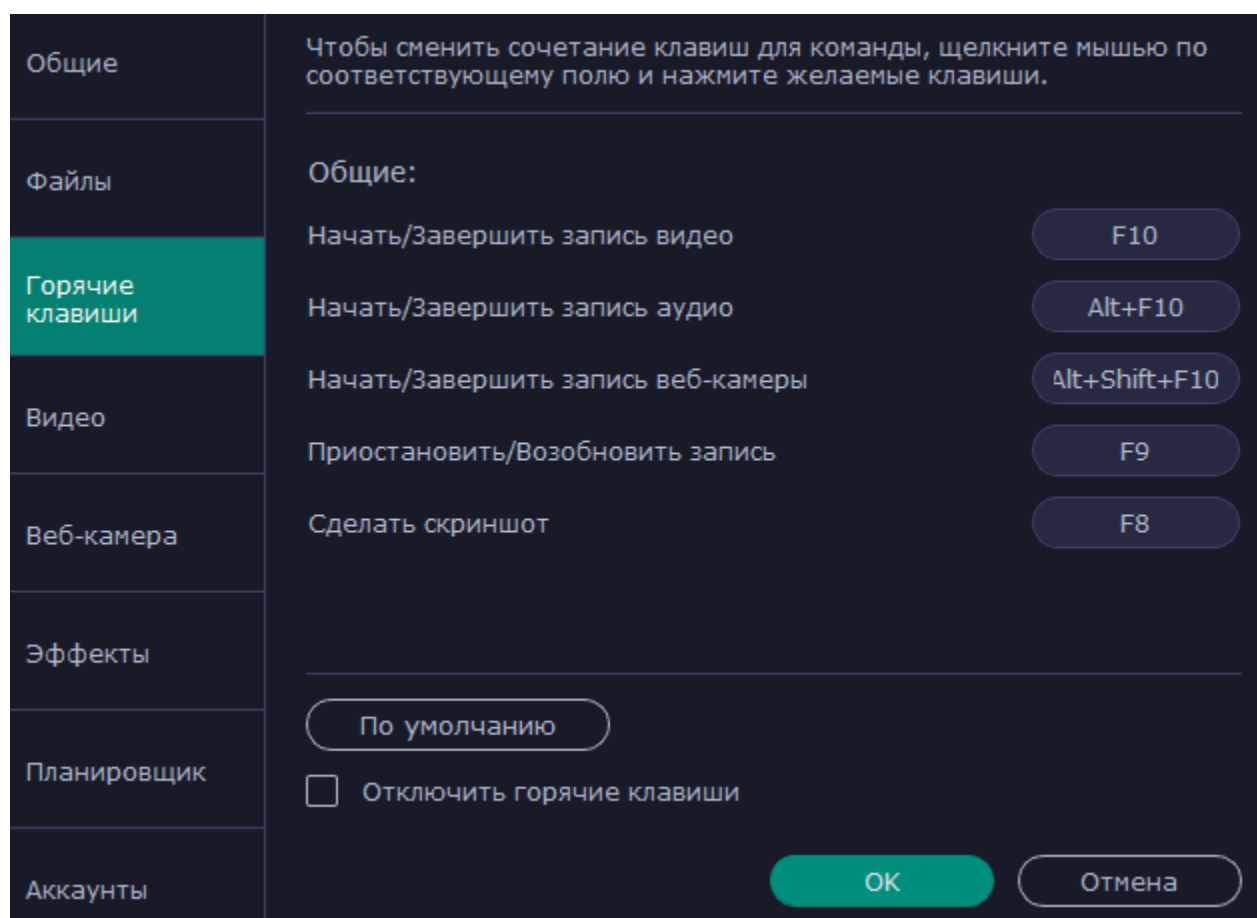 Общие
Файлы
Горячие
клавиши
Видео
Веб-камера
Эффекты
Планировщик
Аккаунты
Чтобы сменить сочетание клавиш для команды, щелкните мышью по
соответствующему полю и нажмите желаемые клавиши.
Общие:
Начать/Завершить запись видео F10
Начать/Завершить запись аудио Alt+F10
Начать/Завершить запись веб-камеры Alt+Shift+F10
Приостановить/Возобновить запись F9
Сделать скриншот F8
По умолчанию
Отключить горячие клавиши
OK Отмена